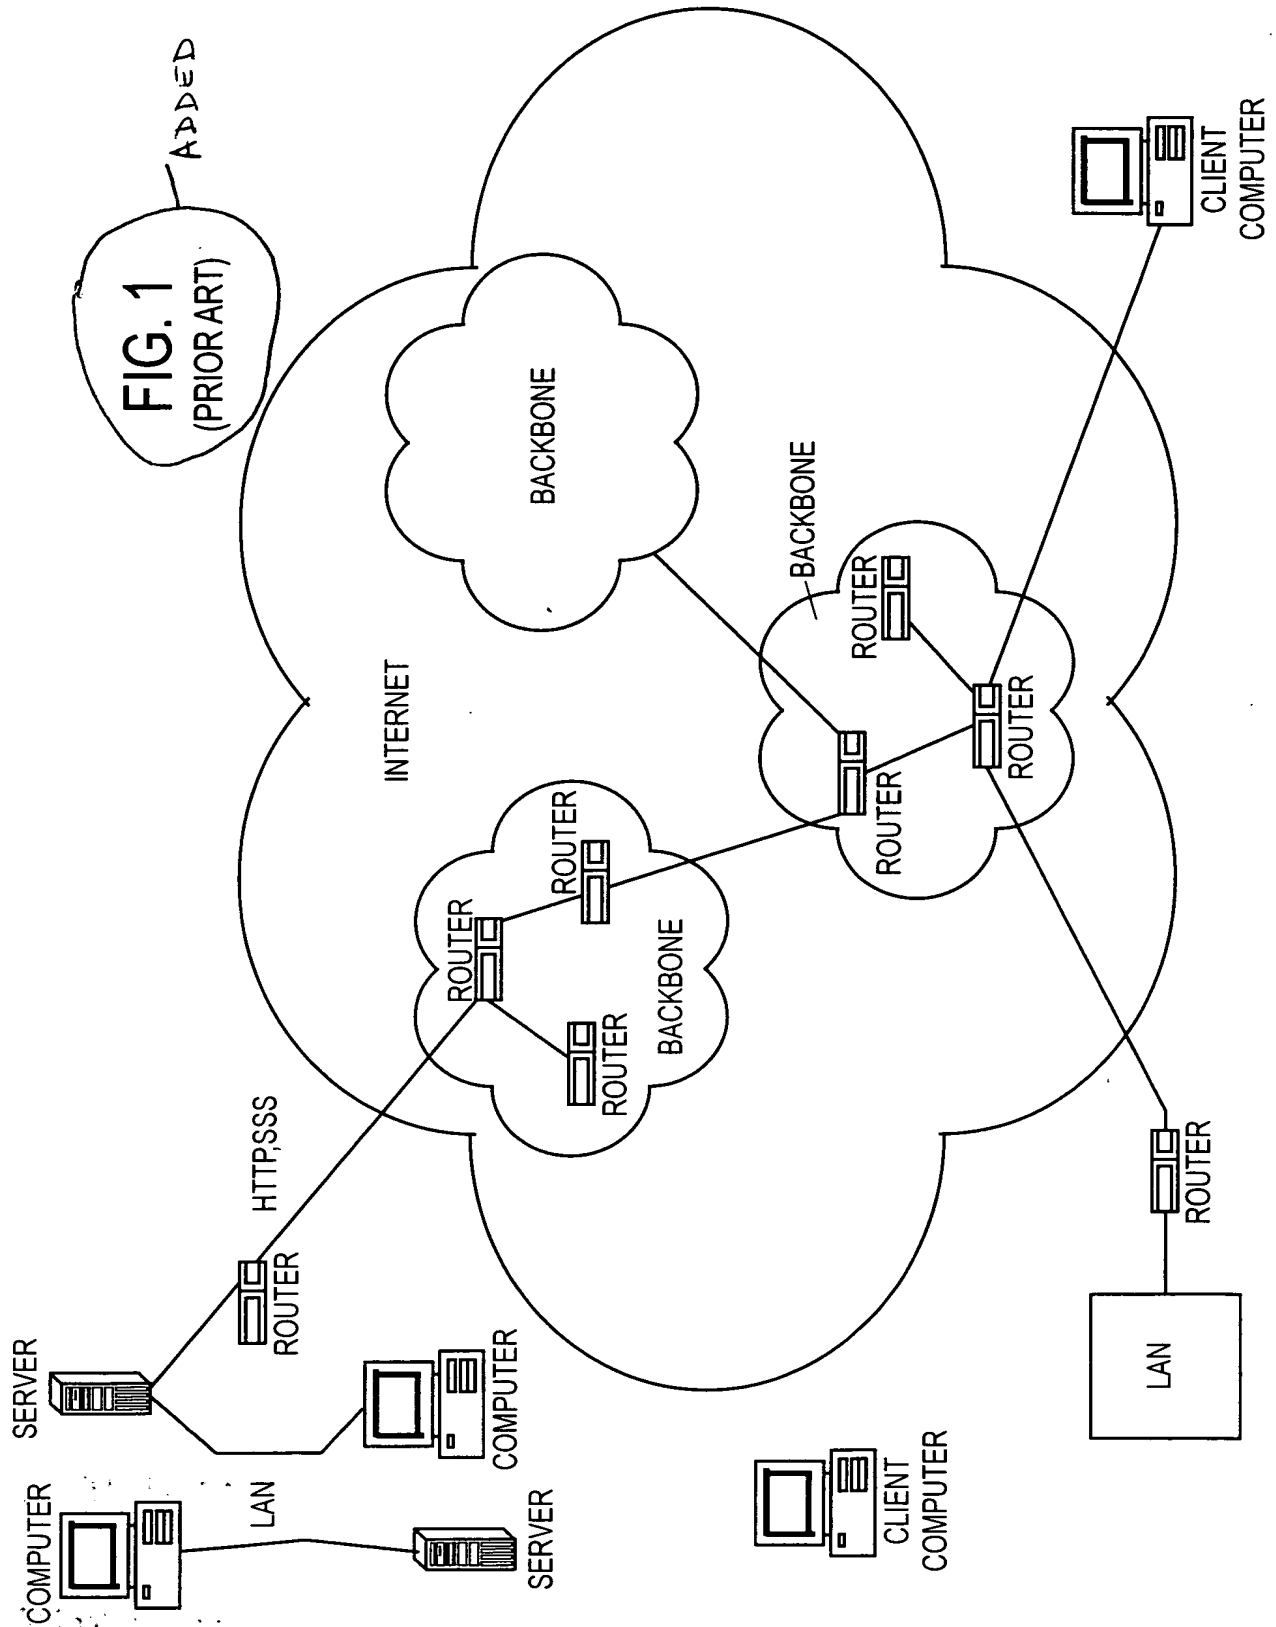 FIG. 1
(PRIOR ART)
ADDED
COMPUTER
SERVER
LAN
SERVER
COMPUTER
ROUTER
HTTP,SSS
INTERNET
ROUTER
ROUTER
ROUTER
BACKBONE
BACKBONE
BACKBONE
ROUTER
ROUTER
ROUTER
CLIENT
COMPUTER
CLIENT
COMPUTER
ROUTER
LAN